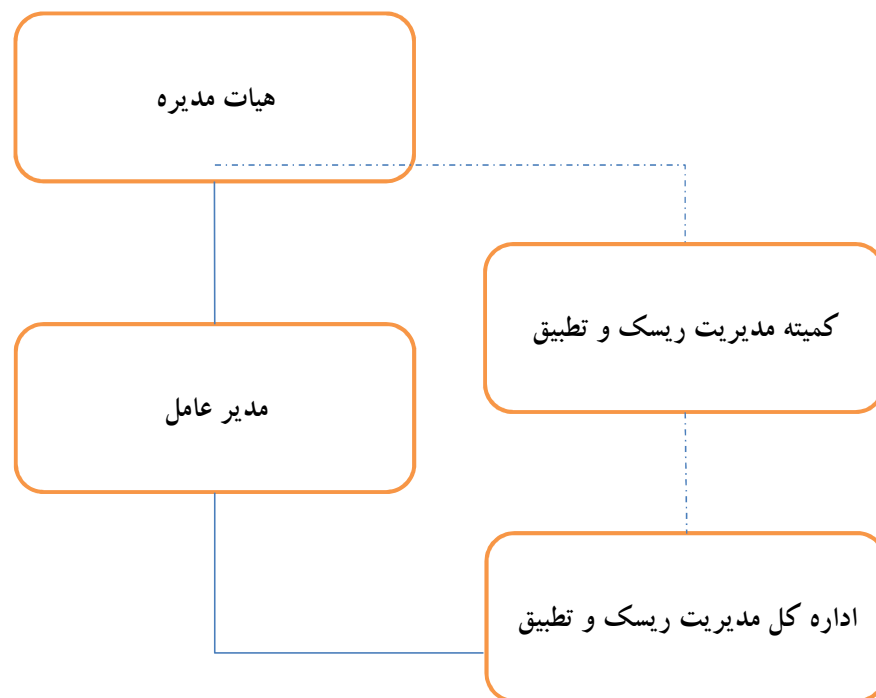 هیات مدیره
کمیته مدیریت ریسک و تطبیق
مدیر عامل
اداره کل مدیریت ریسک و تطبیق